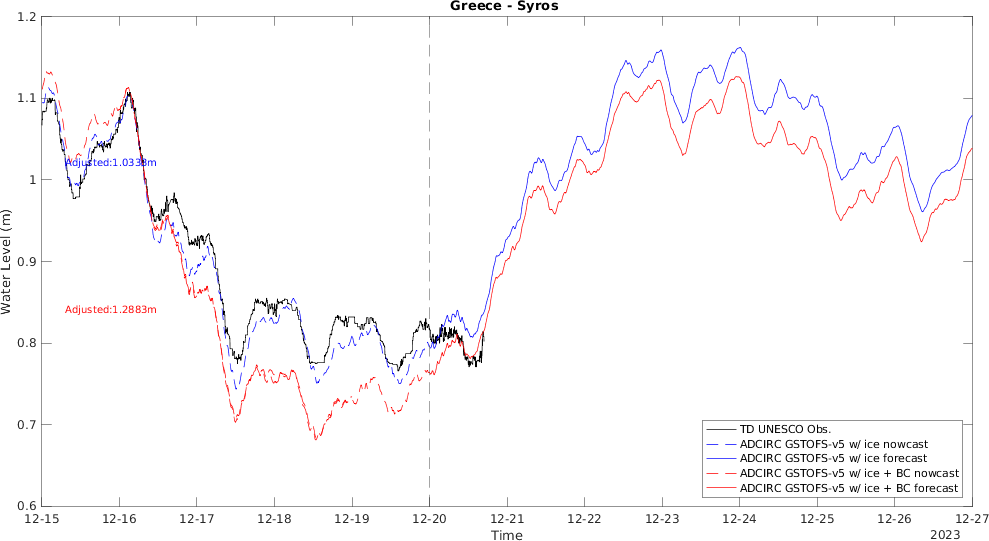 Greece - Syros
Water Level (m)
1.2
1.1
1
0.9
0.8
0.7
0.6
Adjusted:1.0333m
Adjusted:1.2883m
TD UNESCO Obs.
ADCIRC GSTOFS-v5 w/ ice nowcast
ADCIRC GSTOFS-v5 w/ ice forecast
ADCIRC GSTOFS-v5 w/ ice + BC nowcast
ADCIRC GSTOFS-v5 w/ ice + BC forecast
12-15 12-16 12-17 12-18 12-19 12-20 12-21 12-22 12-23 12-24 12-25 12-26 12-27
Time
2023